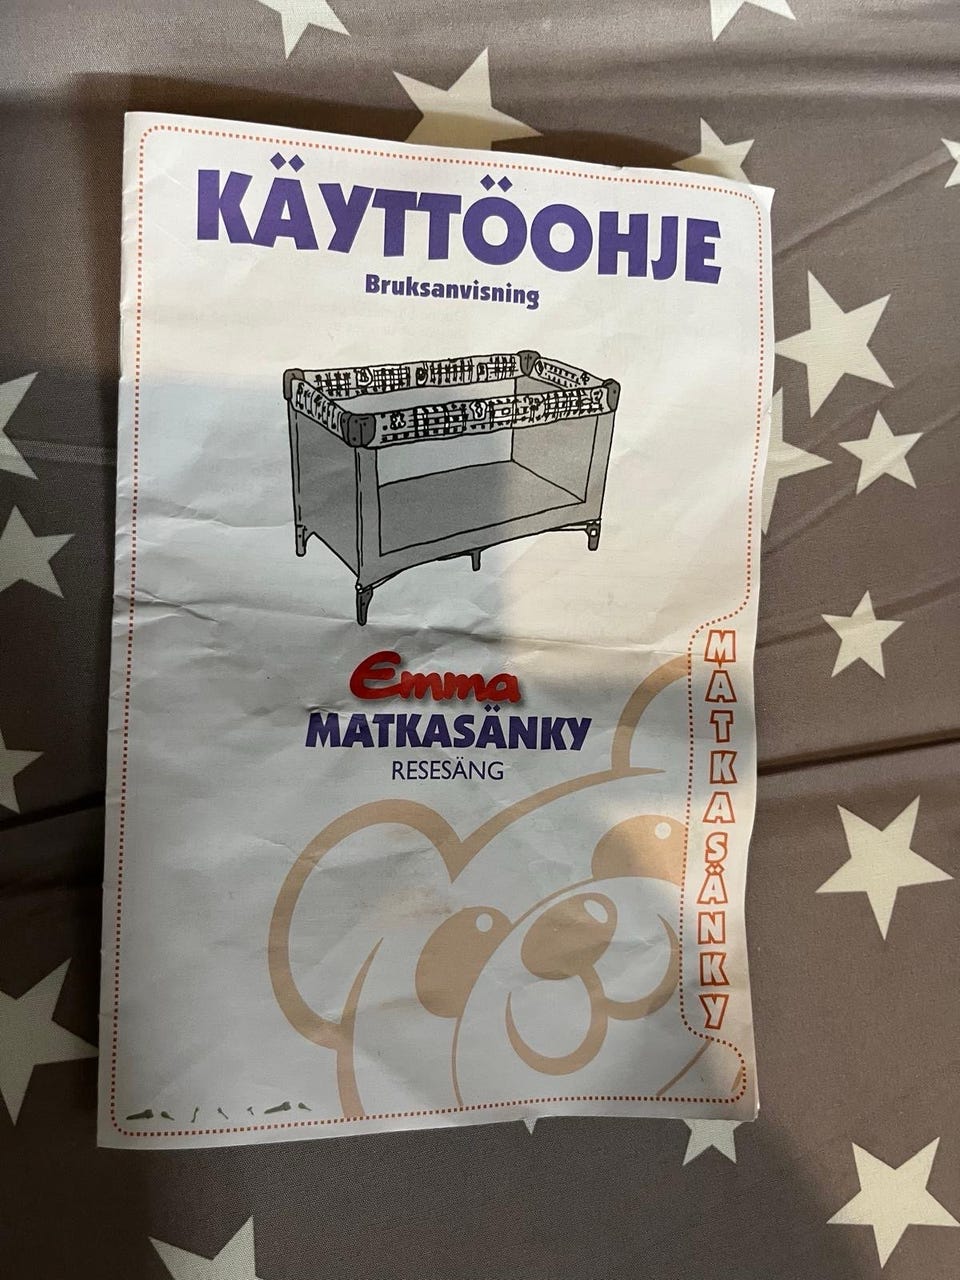 KÄYTTÖOHJE
Bruksanvisning
Emma
MATKASÄNKY
RESESÄNG
MATKASÄNKY